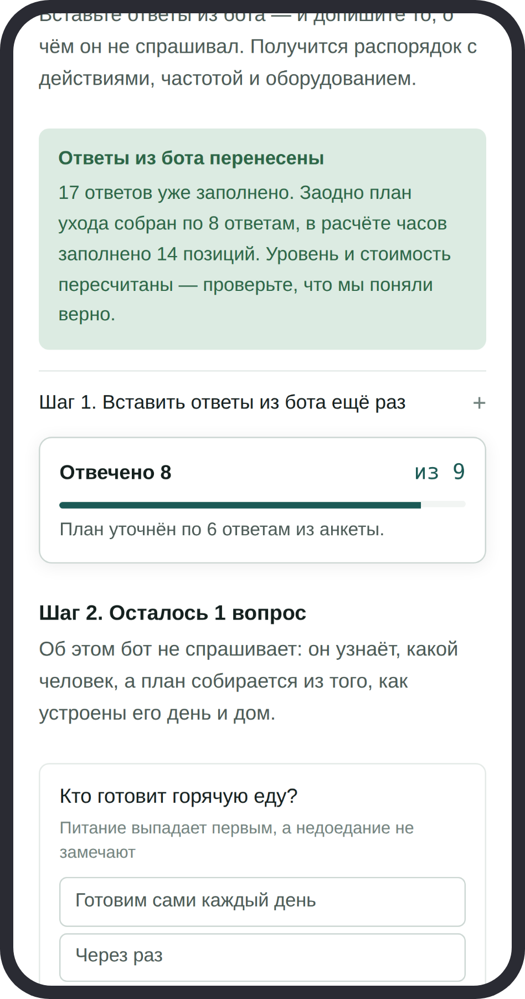 Вставьте ответы из бота — и допишите то, о
чём он не спрашивал. Получится распорядок с
действиями, частотой и оборудованием.
Ответы из бота перенесены
17 ответов уже заполнено. Заодно план
ухода собран по 8 ответам, в расчёте часов
заполнено 14 позиций. Уровень и стоимость
пересчитаны — проверьте, что мы поняли
верно.
Шаг 1. Вставить ответы из бота ещё раз +
Отвечено 8 из 9
План уточнён по 6 ответам из анкеты.
Шаг 2. Осталось 1 вопрос
Об этом бот не спрашивает: он узнаёт, какой
человек, а план собирается из того, как
устроены его день и дом.
Кто готовит горячую еду?
Питание выпадает первым, а недоедание не
замечают
Готовим сами каждый день
Через раз